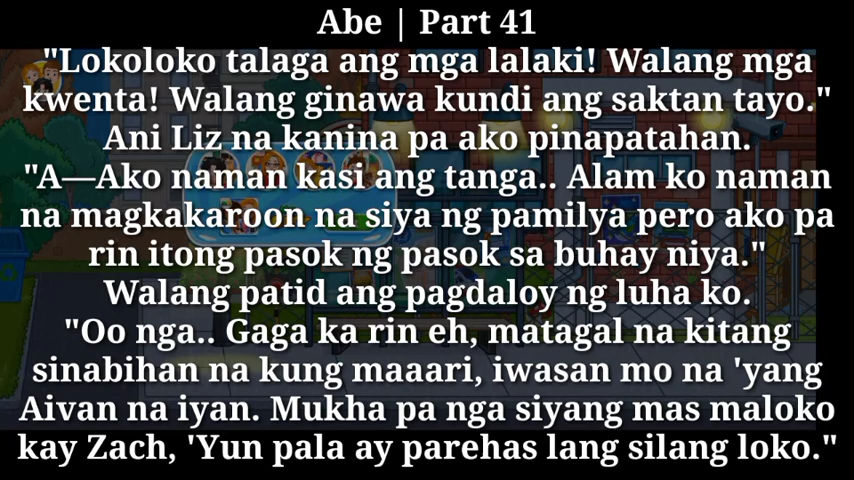 Abe | Part 41
"Lokoloko talaga ang mga lalaki! Walang mga
kwenta! Walang ginawa kundi ang saktan tayo."
Ani Liz na kanina pa ako pinapatahan.
"A—Ako naman kasi ang tanga.. Alam ko naman
na magkakaroon na siya ng pamilya pero ako pa
rin itong pasok ng pasok sa buhay niya."
Walang patid ang pagdaloy ng luha ko.
"Oo nga.. Gaga ka rin eh, matagal na kitang
sinabihan na kung maaari, iwasan mo na 'yang
Aivan na iyan. Mukha pa nga siyang mas maloko
kay Zach, 'Yun pala ay parehas lang silang loko."